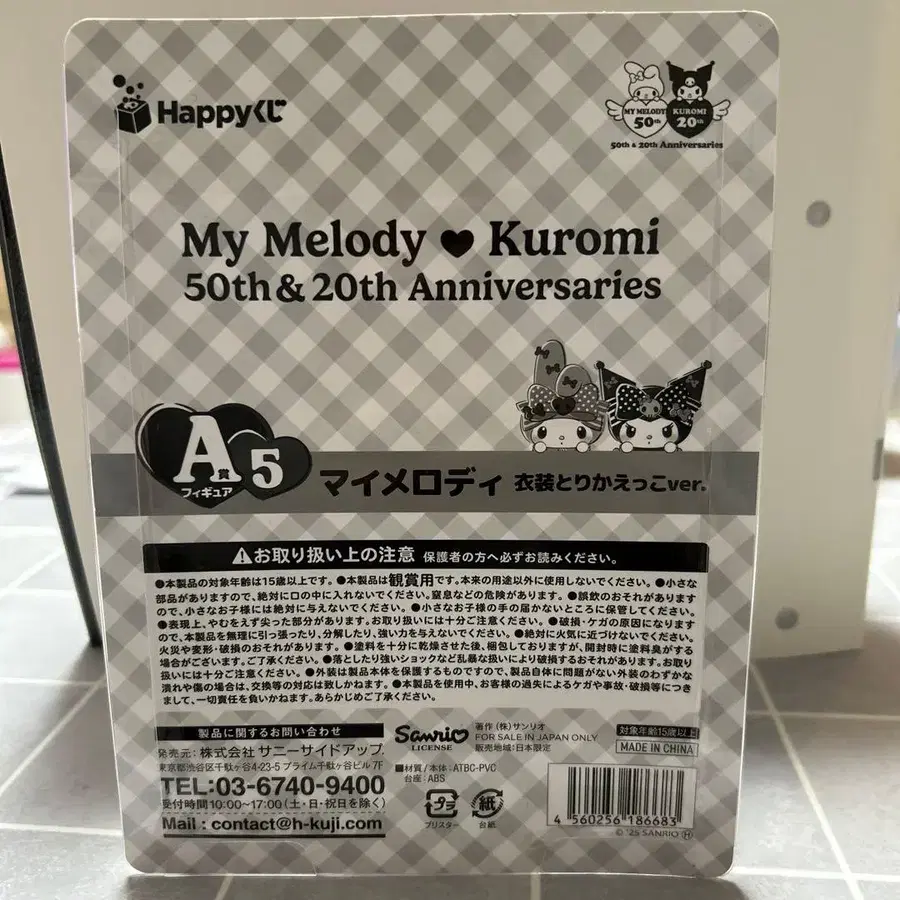 Happyくじ
MY MELODY 50th
KUROMI 20th
50th & 20th Anniversaries
My Melody ♥ Kuromi
50th & 20th Anniversaries
A賞 5
フィギュア
マイメロディ 衣装とりかえっこver.
⚠お取り扱い上の注意 保護者の方へ必ずお読みください。
●本製品の対象年齢は15歳以上です。●本製品は観賞用です。本来の用途以外に使用しないでください。●小さな
部品がありますので、絶対に口の中に入れないでください。窒息などの危険があります。●誤飲のおそれがあります
ので、小さなお子様には絶対に与えないでください。●小さなお子様の手の届かないところに保管してください。
●表現上、やむをえず尖った部分があります。お取り扱いには十分ご注意ください。●破損・ケガの原因になります
ので、本製品を無理に引っ張ったり、分解したり、強い力を与えないでください。●絶対に火気に近づけないでください。
火災や変形・破損のおそれがあります。●塗料を十分に乾燥させた後、梱包しておりますが、開封時に塗料臭がする
場合がございます。ご了承ください。●落としたり強いショックなど乱暴な扱いにより破損するおそれがあります。お取り
扱いには十分ご注意ください。●外装は製品本体を保護するものですので、製品自体に問題がない外装のわずかな
潰れや傷の場合は、交換等の対応は致しかねます。●本製品を使用中、お客様の過失によるケガや事故・破損等につき
まして、一切責任を負いかねます。あらかじめご了承ください。
製品に関するお問い合わせ
発売元：株式会社 サニーサイドアップ
東京都渋谷区千駄ヶ谷4-23-5 プライム千駄ヶ谷ビル 7F
TEL:03-6740-9400
受付時間10:00~17:00（土・日・祝日を除く）
Mail : contact@h-kuji.com
Sanrio
LICENSE
著作（株）サンリオ
FOR SALE IN JAPAN ONLY
販売地域：日本限定
■材質／本体：ATBC-PVC
台座：ABS
プラ
ブリスター
紙
台紙
対象年齢15歳以上
MADE IN CHINA
4 560256 186683
© '25 SANRIO Ⓗ